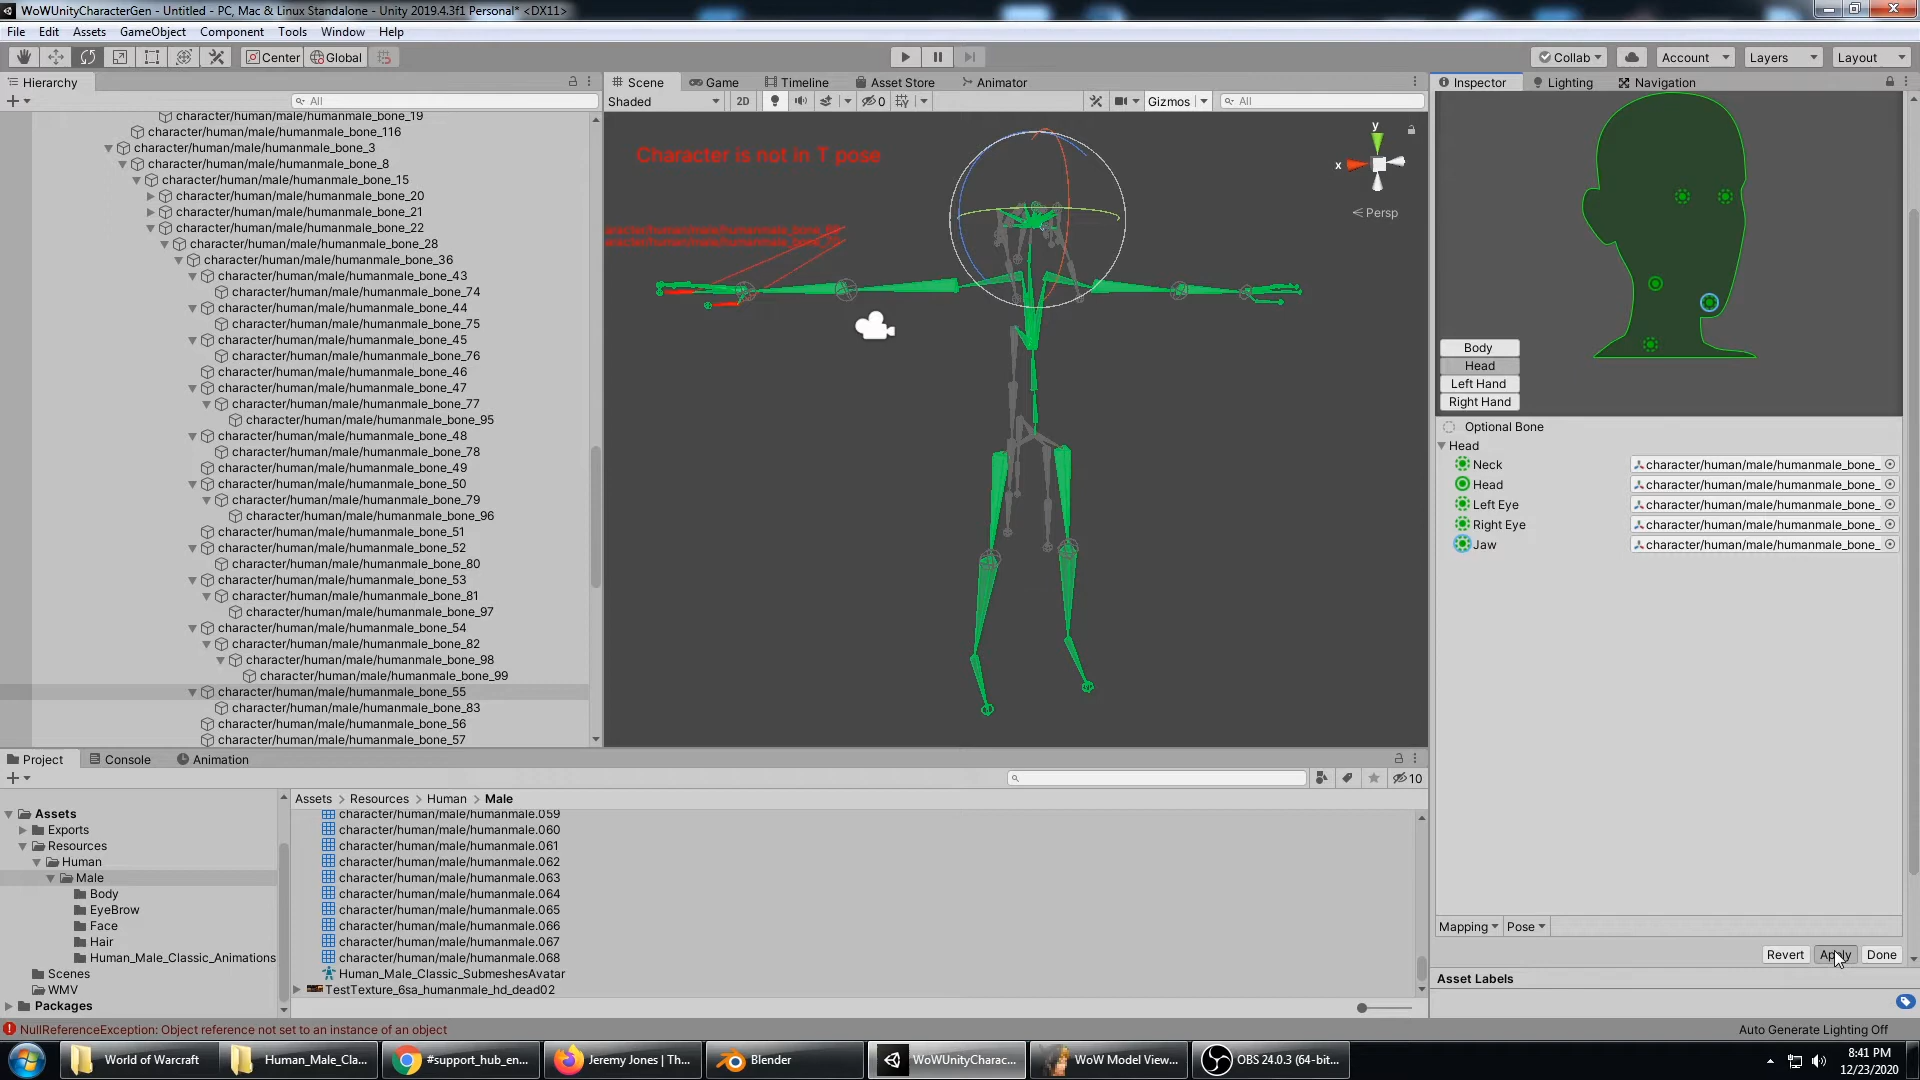 WoWUnityCharacterGen - Untitled - PC, Mac & Linux Standalone - Unity 2019.4.3f1 Personal* <DX11>
File Edit Assets GameObject Component Tools Window Help
Center Global
Collab Account Layers Layout
Hierarchy
All
character/human/male/humanmale_bone_19
character/human/male/humanmale_bone_116
character/human/male/humanmale_bone_3
character/human/male/humanmale_bone_8
character/human/male/humanmale_bone_15
character/human/male/humanmale_bone_20
character/human/male/humanmale_bone_21
character/human/male/humanmale_bone_22
character/human/male/humanmale_bone_28
character/human/male/humanmale_bone_36
character/human/male/humanmale_bone_43
character/human/male/humanmale_bone_74
character/human/male/humanmale_bone_44
character/human/male/humanmale_bone_75
character/human/male/humanmale_bone_45
character/human/male/humanmale_bone_76
character/human/male/humanmale_bone_46
character/human/male/humanmale_bone_47
character/human/male/humanmale_bone_77
character/human/male/humanmale_bone_95
character/human/male/humanmale_bone_48
character/human/male/humanmale_bone_78
character/human/male/humanmale_bone_49
character/human/male/humanmale_bone_50
character/human/male/humanmale_bone_79
character/human/male/humanmale_bone_96
character/human/male/humanmale_bone_51
character/human/male/humanmale_bone_52
character/human/male/humanmale_bone_80
character/human/male/humanmale_bone_53
character/human/male/humanmale_bone_81
character/human/male/humanmale_bone_97
character/human/male/humanmale_bone_54
character/human/male/humanmale_bone_82
character/human/male/humanmale_bone_98
character/human/male/humanmale_bone_99
character/human/male/humanmale_bone_55
character/human/male/humanmale_bone_83
character/human/male/humanmale_bone_56
character/human/male/humanmale_bone_57
Scene Game Timeline Asset Store Animator
Shaded 2D 0 Gizmos All
Character is not in T pose
y
x
Persp
Inspector Lighting Navigation
Body
Head
Left Hand
Right Hand
Optional Bone
Head
Neck character/human/male/humanmale_bone_
Head character/human/male/humanmale_bone_
Left Eye character/human/male/humanmale_bone_
Right Eye character/human/male/humanmale_bone_
Jaw character/human/male/humanmale_bone_
Mapping Pose
Revert Apply Done
Asset Labels
Project Console Animation
10
Assets
Exports
Resources
Human
Male
Body
EyeBrow
Face
Hair
Human_Male_Classic_Animations
Scenes
WMV
Packages
Assets > Resources > Human > Male
character/human/male/humanmale.059
character/human/male/humanmale.060
character/human/male/humanmale.061
character/human/male/humanmale.062
character/human/male/humanmale.063
character/human/male/humanmale.064
character/human/male/humanmale.065
character/human/male/humanmale.066
character/human/male/humanmale.067
character/human/male/humanmale.068
Human_Male_Classic_SubmeshesAvatar
TestTexture_6sa_humanmale_hd_dead02
NullReferenceException: Object reference not set to an instance of an object
Auto Generate Lighting Off
World of Warcraft
Human_Male_Cla...
#support_hub_en...
Jeremy Jones | Th...
Blender
WoWUnityCharac...
WoW Model View...
OBS 24.0.3 (64-bit...
8:41 PM
12/23/2020